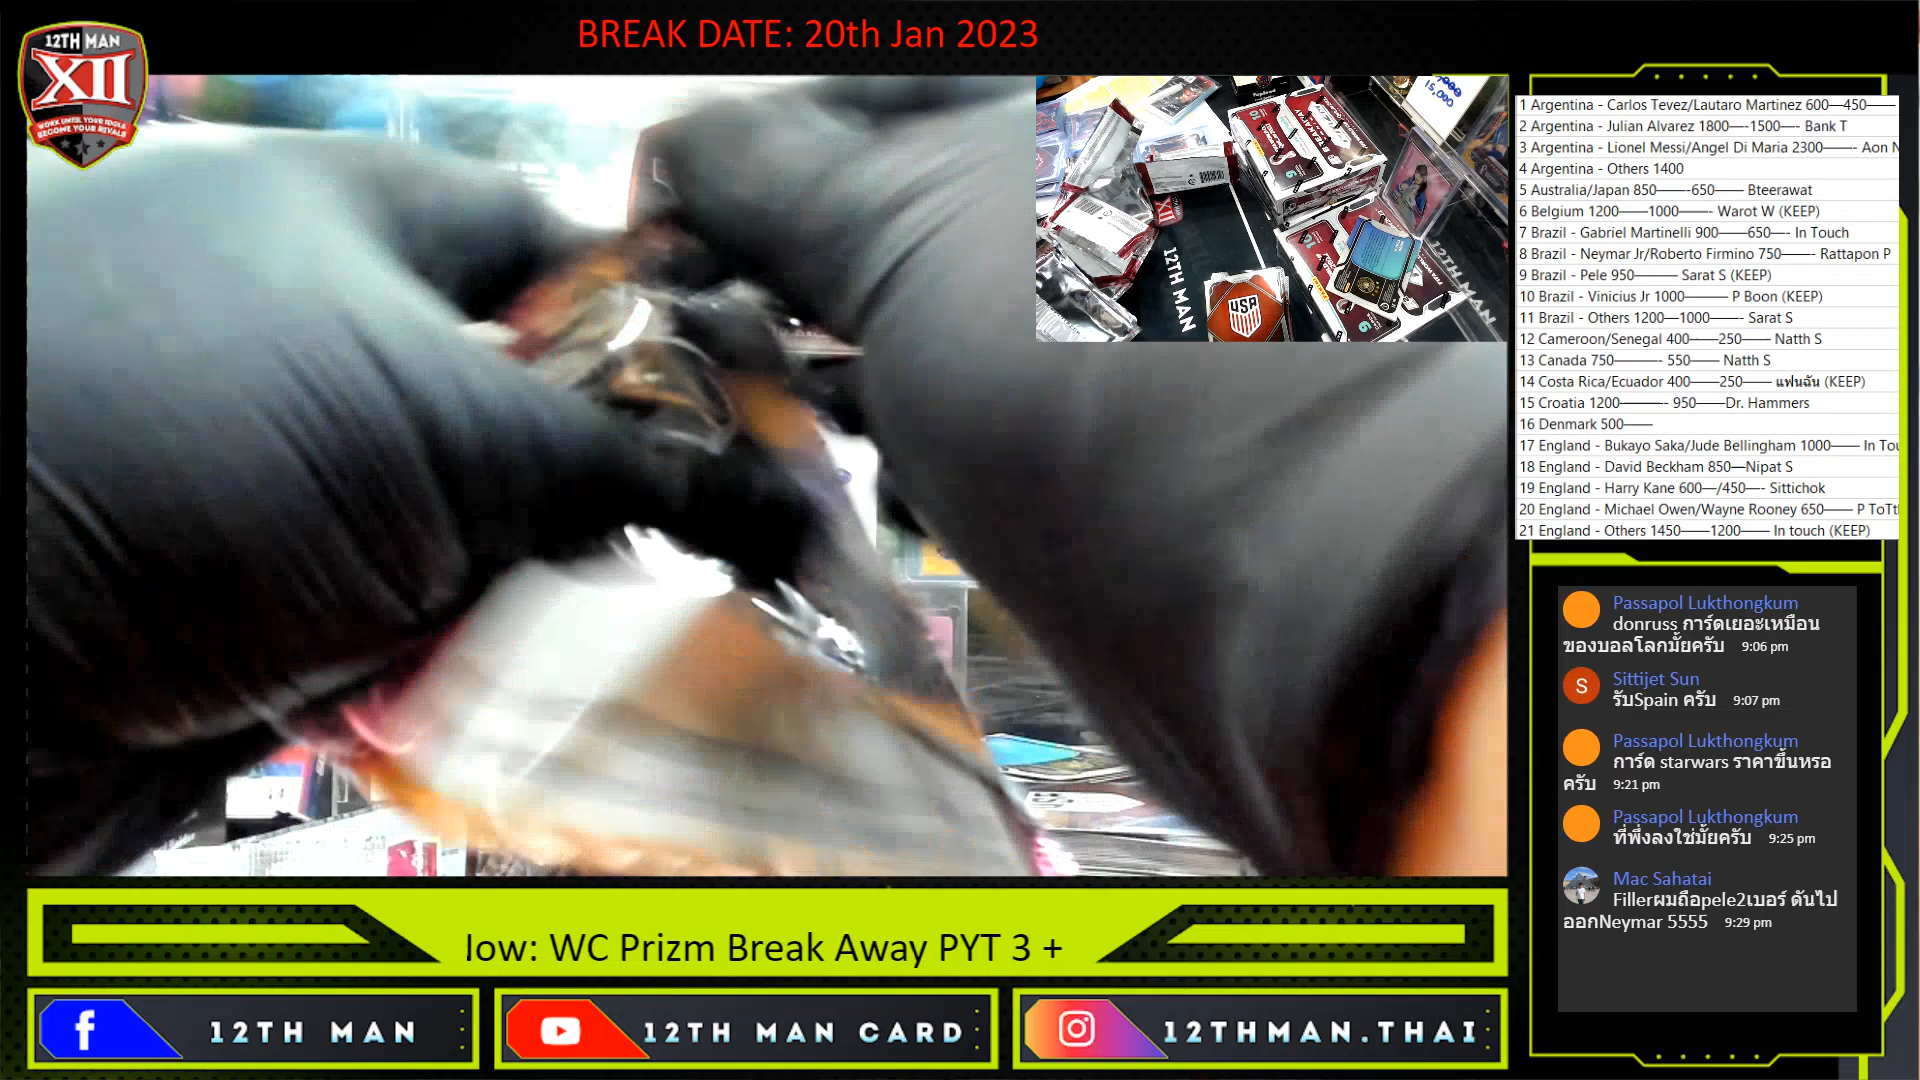 BREAK DATE: 20th Jan 2023
12TH MAN
XII
WORK UNTIL YOUR IDOLS
BECOME YOUR RIVALS
15,000
12TH MAN
USA
12TH MAN
1 Argentina - Carlos Tevez/Lautaro Martinez 600—450——
2 Argentina - Julian Alvarez 1800—-1500—- Bank T
3 Argentina - Lionel Messi/Angel Di Maria 2300——- Aon N
4 Argentina - Others 1400
5 Australia/Japan 850——-650—— Bteerawat
6 Belgium 1200——1000——- Warot W (KEEP)
7 Brazil - Gabriel Martinelli 900——650—- In Touch
8 Brazil - Neymar Jr/Roberto Firmino 750——- Rattapon P
9 Brazil - Pele 950——— Sarat S (KEEP)
10 Brazil - Vinicius Jr 1000——— P Boon (KEEP)
11 Brazil - Others 1200—1000——- Sarat S
12 Cameroon/Senegal 400——250—— Natth S
13 Canada 750———- 550—— Natth S
14 Costa Rica/Ecuador 400——250—— แฟนฉัน (KEEP)
15 Croatia 1200———- 950——Dr. Hammers
16 Denmark 500——
17 England - Bukayo Saka/Jude Bellingham 1000—— In Tou
18 England - David Beckham 850—Nipat S
19 England - Harry Kane 600—/450—- Sittichok
20 England - Michael Owen/Wayne Rooney 650—— P ToTt
21 England - Others 1450——1200—— In touch (KEEP)
Passapol Lukthongkum
donruss การ์ดเยอะเหมือน
ของบอลโลกมั้ยครับ 9:06 pm
S
Sittijet Sun
รับSpain ครับ 9:07 pm
Passapol Lukthongkum
การ์ด starwars ราคาขึ้นหรอ
ครับ 9:21 pm
Passapol Lukthongkum
ที่พึ่งลงใช่มั้ยครับ 9:25 pm
Mac Sahatai
Fillerผมถือpele2เบอร์ ดันไป
ออกNeymar 5555 9:29 pm
low: WC Prizm Break Away PYT 3 +
12TH MAN
12TH MAN CARD
12THMAN.THAI